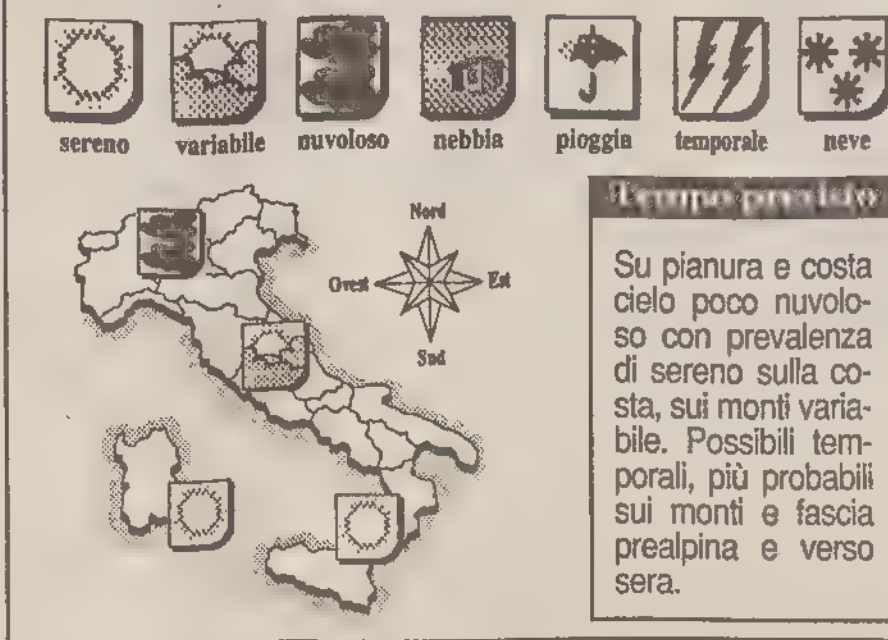 sereno variabile nuvoloso nebbia pioggia temporale neve
Nord
Ovest Est
Sud
Tempo previsto
Su pianura e costa
cielo poco nuvolo-
so con prevalenza
di sereno sulla co-
sta, sui monti varia-
bile. Possibili tem-
porali, più probabili
sui monti e fascia
prealpina e verso
sera.